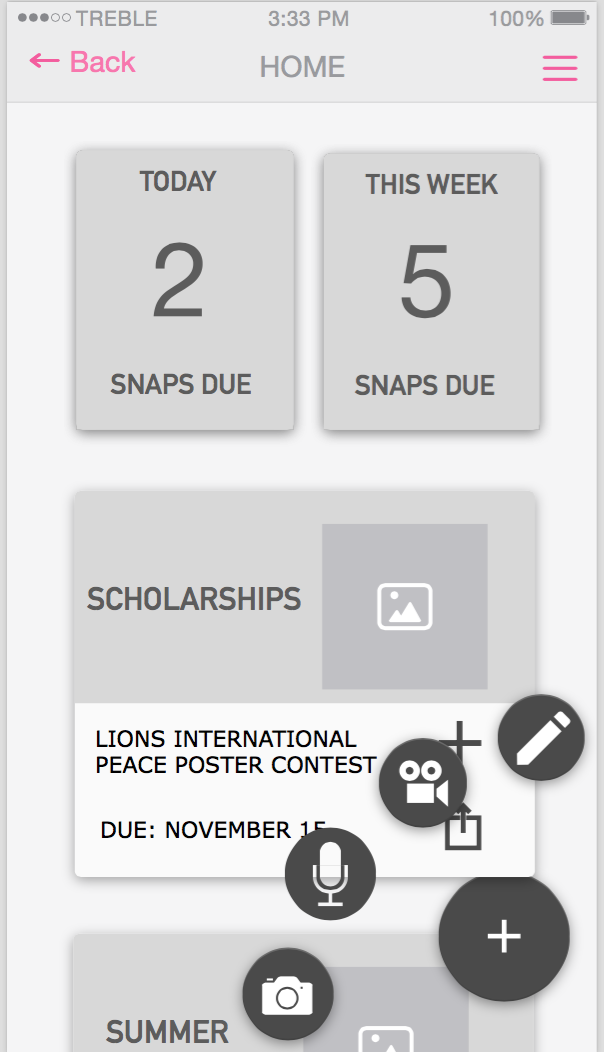 TREBLE 3:33 PM 100%
← Back HOME
TODAY
2
SNAPS DUE
THIS WEEK
5
SNAPS DUE
SCHOLARSHIPS
LIONS INTERNATIONAL
PEACE POSTER CONTEST
DUE: NOVEMBER 15
SUMMER